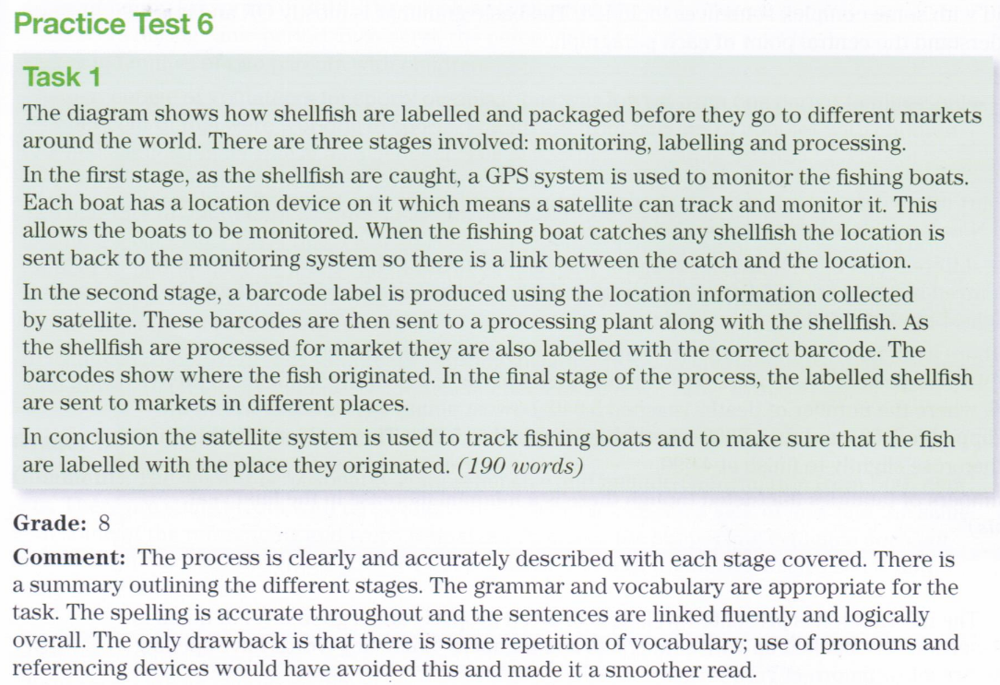 Practice Test 6
Task 1
The diagram shows how shellfish are labelled and packaged before they go to different markets
around the world. There are three stages involved: monitoring, labelling and processing.
In the first stage, as the shellfish are caught, a GPS system is used to monitor the fishing boats.
Each boat has a location device on it which means a satellite can track and monitor it. This
allows the boats to be monitored. When the fishing boat catches any shellfish the location is
sent back to the monitoring system so there is a link between the catch and the location.
In the second stage, a barcode label is produced using the location information collected
by satellite. These barcodes are then sent to a processing plant along with the shellfish. As
the shellfish are processed for market they are also labelled with the correct barcode. The
barcodes show where the fish originated. In the final stage of the process, the labelled shellfish
are sent to markets in different places.
In conclusion the satellite system is used to track fishing boats and to make sure that the fish
are labelled with the place they originated. (190 words)
Grade: 8
Comment: The process is clearly and accurately described with each stage covered. There is
a summary outlining the different stages. The grammar and vocabulary are appropriate for the
task. The spelling is accurate throughout and the sentences are linked fluently and logically
overall. The only drawback is that there is some repetition of vocabulary; use of pronouns and
referencing devices would have avoided this and made it a smoother read.